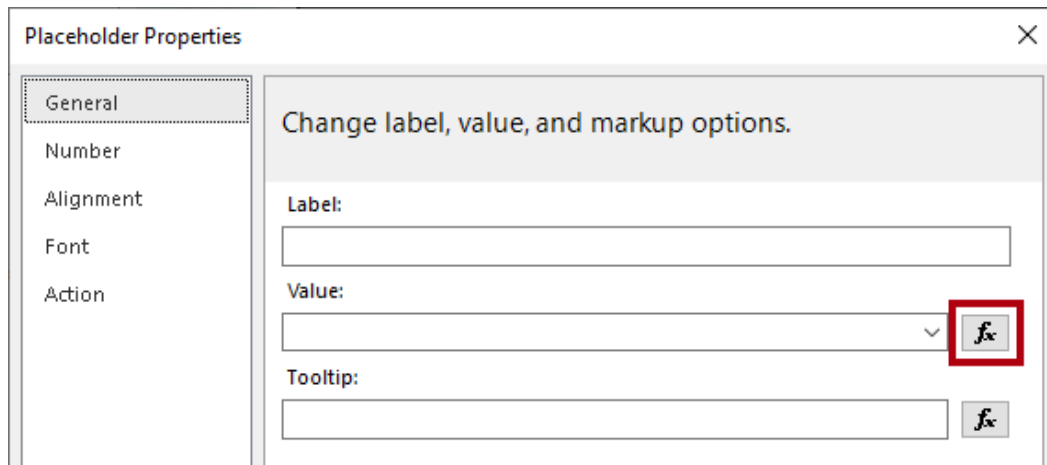 Placeholder Properties
General
Number
Alignment
Font
Action
Change label, value, and markup options.
Label:
Value:
fx
Tooltip:
fx